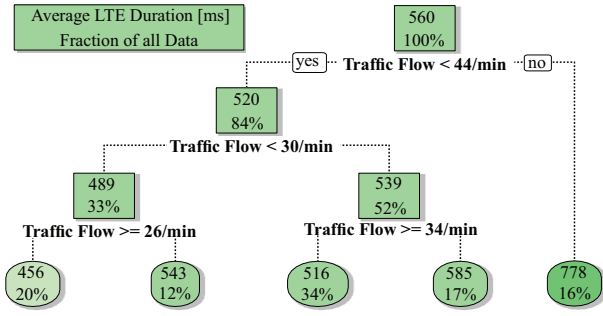 Average LTE Duration [ms]
Fraction of all Data
560
100%
yes
Traffic Flow < 44/min
no
520
84%
Traffic Flow < 30/min
489
33%
539
52%
Traffic Flow >= 26/min
Traffic Flow >= 34/min
456
20%
543
12%
516
34%
585
17%
778
16%